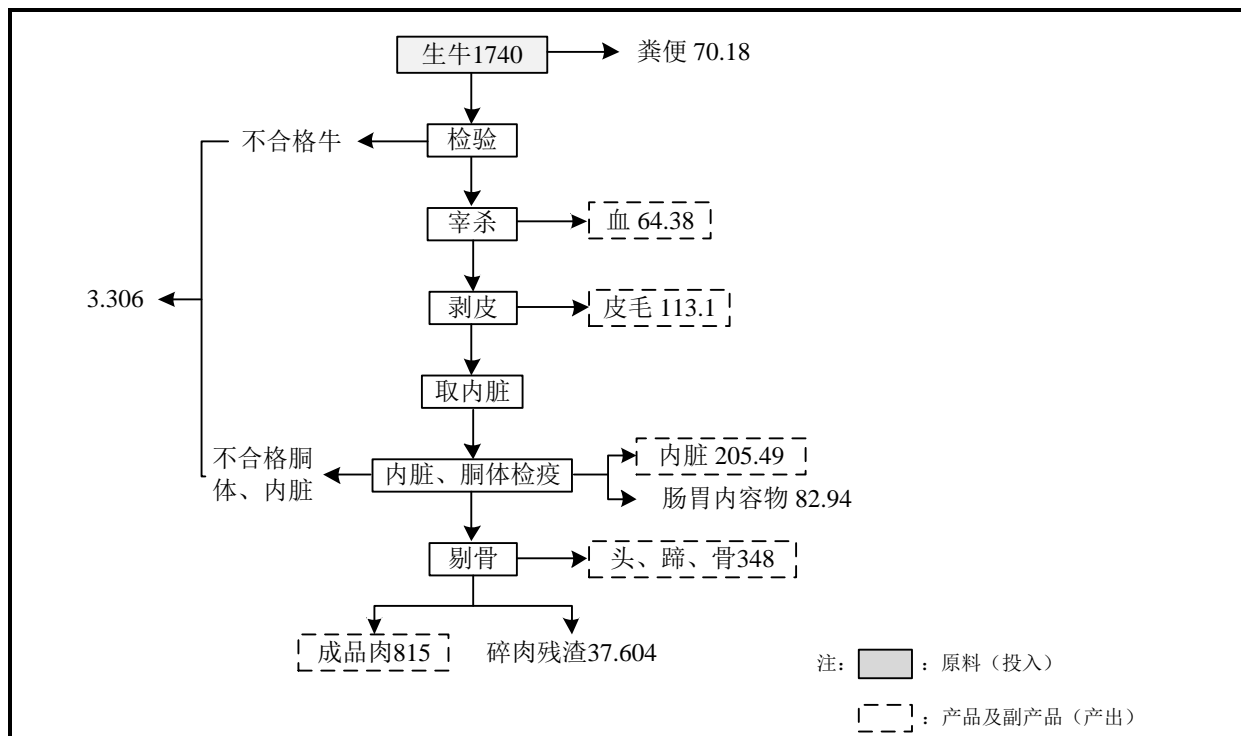 生牛1740
粪便 70.18
不合格牛
检验
宰杀
血 64.38
3.306
剥皮
皮毛 113.1
取内脏
不合格胴
体、内脏
内脏、胴体检疫
内脏 205.49
肠胃内容物 82.94
剔骨
头、蹄、骨348
成品肉815
碎肉残渣37.604
注：
：原料（投入）
：产品及副产品（产出）